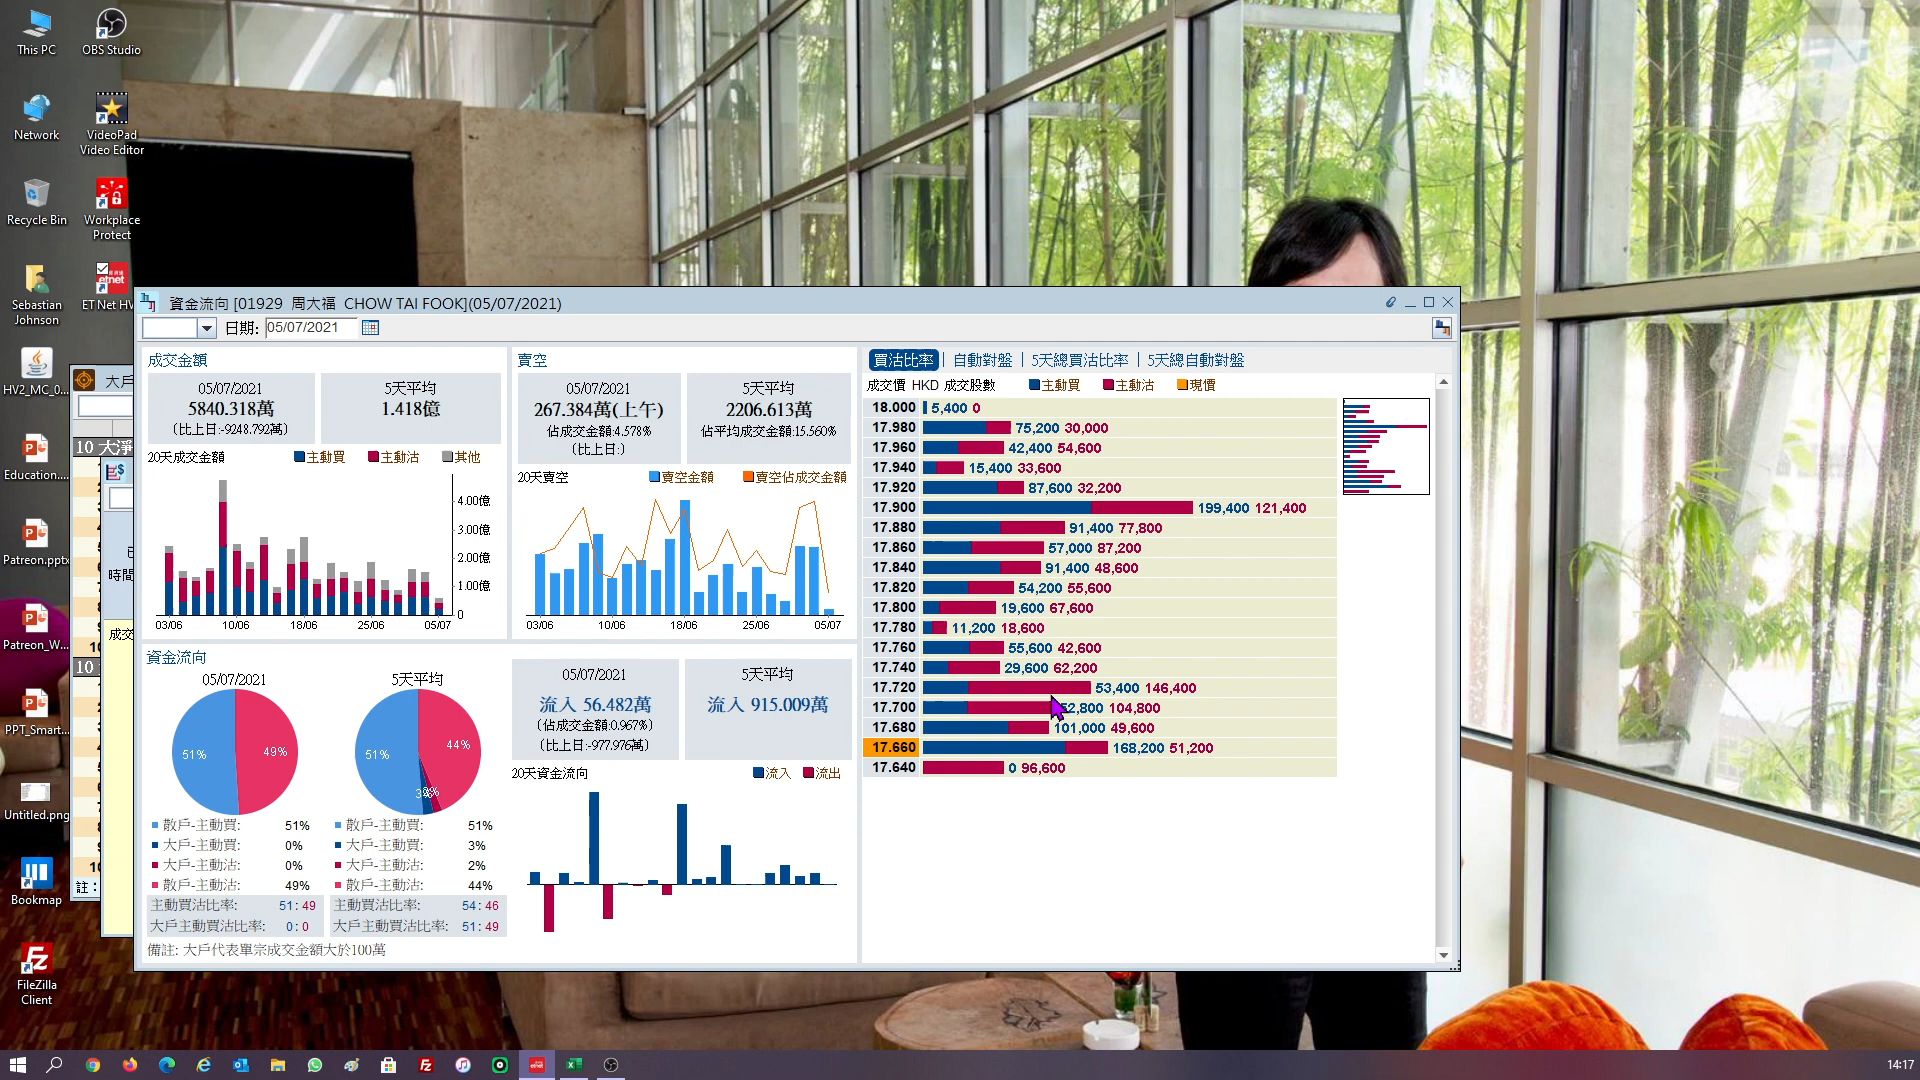 This PC
OBS Studio
Network
VideoPad
Video Editor
Recycle Bin
Workplace
Protect
Sebastian
Johnson
ET Net HV
HV2_MC_0...
Education....
Patreon.pptx
Patreon_W...
PPT_Smart...
Untitled.png
Bookmap
FileZilla
Client
資金流向 [01929 周大福 CHOW TAI FOOK](05/07/2021)
日期: 05/07/2021
成交金額
05/07/2021
5840.318萬
(比上日:-9248.792萬)
5天平均
1.418億
20天成交金額 主動買 主動沽 其他
4.00億
3.00億
2.00億
1.00億
0
03/06 10/06 18/06 25/06 05/07
賣空
05/07/2021
267.384萬(上午)
佔成交金額:4.578%
(比上日:)
5天平均
2206.613萬
佔平均成交金額:15.560%
20天賣空 賣空金額 賣空佔成交金額
03/06 10/06 18/06 25/06 05/07
資金流向
05/07/2021
51% 49%
散戶-主動買: 51%
大戶-主動買: 0%
大戶-主動沽: 0%
散戶-主動沽: 49%
主動買沽比率: 51:49
大戶主動買沽比率: 0:0
5天平均
51% 44%
散戶-主動買: 51%
大戶-主動買: 3%
大戶-主動沽: 2%
散戶-主動沽: 44%
主動買沽比率: 54:46
大戶主動買沽比率: 51:49
備註: 大戶代表單宗成交金額大於100萬
05/07/2021
流入 56.482萬
(佔成交金額:0.967%)
(比上日:-977.976萬)
5天平均
流入 915.009萬
20天資金流向 流入 流出
買沽比率 | 自動對盤 | 5天總買沽比率 | 5天總自動對盤
成交價 HKD 成交股數 主動買 主動沽 現價
18.000 5,400 0
17.980 75,200 30,000
17.960 42,400 54,600
17.940 15,400 33,600
17.920 87,600 32,200
17.900 199,400 121,400
17.880 91,400 77,800
17.860 57,000 87,200
17.840 91,400 48,600
17.820 54,200 55,600
17.800 19,600 67,600
17.780 11,200 18,600
17.760 55,600 42,600
17.740 29,600 62,200
17.720 53,400 146,400
17.700 2,800 104,800
17.680 101,000 49,600
17.660 168,200 51,200
17.640 0 96,600
大戶
10 大淨
時間
成交
10
註：
14:17